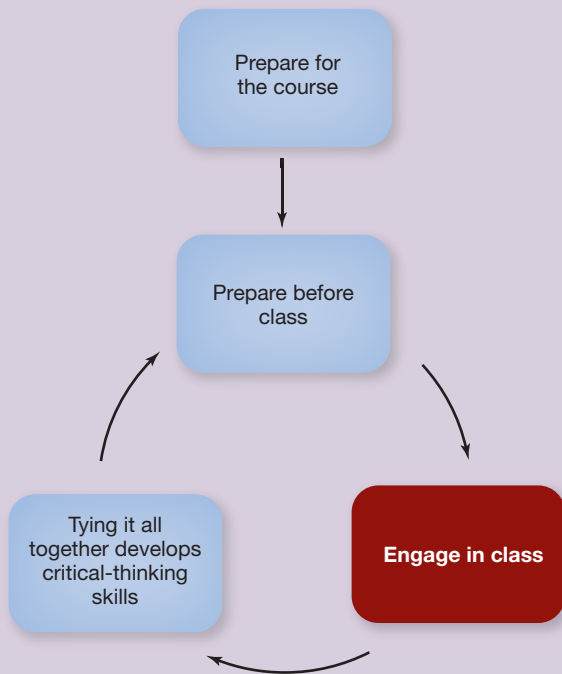 Prepare for
the course
Prepare before
class
Engage in class
Tying it all
together develops
critical-thinking
skills